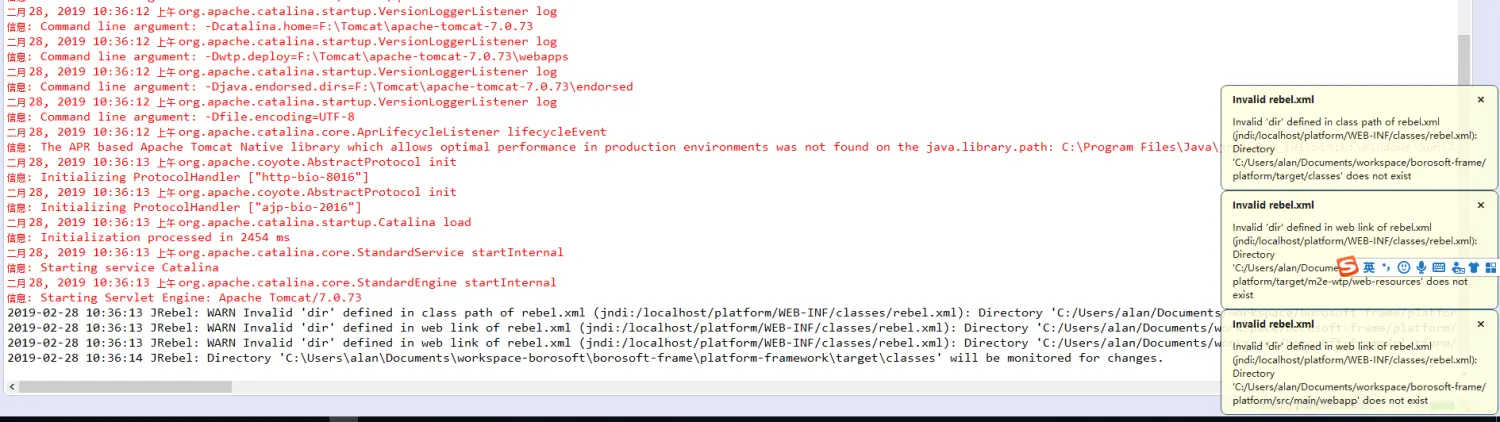 二月 28, 2019 10:36:12 上午 org.apache.catalina.startup.VersionLoggerListener log
信息: Command line argument: -Dcatalina.home=F:\Tomcat\apache-tomcat-7.0.73
二月 28, 2019 10:36:12 上午 org.apache.catalina.startup.VersionLoggerListener log
信息: Command line argument: -Dwtp.deploy=F:\Tomcat\apache-tomcat-7.0.73\webapps
二月 28, 2019 10:36:12 上午 org.apache.catalina.startup.VersionLoggerListener log
信息: Command line argument: -Djava.endorsed.dirs=F:\Tomcat\apache-tomcat-7.0.73\endorsed
二月 28, 2019 10:36:12 上午 org.apache.catalina.startup.VersionLoggerListener log
信息: Command line argument: -Dfile.encoding=UTF-8
二月 28, 2019 10:36:12 上午 org.apache.catalina.core.AprLifecycleListener lifecycleEvent
信息: The APR based Apache Tomcat Native library which allows optimal performance in production environments was not found on the java.library.path: C:\Program Files\Java\
二月 28, 2019 10:36:13 上午 org.apache.coyote.AbstractProtocol init
信息: Initializing ProtocolHandler ["http-bio-8016"]
二月 28, 2019 10:36:13 上午 org.apache.coyote.AbstractProtocol init
信息: Initializing ProtocolHandler ["ajp-bio-2016"]
二月 28, 2019 10:36:13 上午 org.apache.catalina.startup.Catalina load
信息: Initialization processed in 2454 ms
二月 28, 2019 10:36:13 上午 org.apache.catalina.core.StandardService startInternal
信息: Starting service Catalina
二月 28, 2019 10:36:13 上午 org.apache.catalina.core.StandardEngine startInternal
信息: Starting Servlet Engine: Apache Tomcat/7.0.73
2019-02-28 10:36:13 JRebel: WARN Invalid 'dir' defined in class path of rebel.xml (jndi:/localhost/platform/WEB-INF/classes/rebel.xml): Directory 'C:/Users/alan/Documents/
2019-02-28 10:36:13 JRebel: WARN Invalid 'dir' defined in web link of rebel.xml (jndi:/localhost/platform/WEB-INF/classes/rebel.xml): Directory 'C:/Users/alan/Documents/
2019-02-28 10:36:13 JRebel: WARN Invalid 'dir' defined in web link of rebel.xml (jndi:/localhost/platform/WEB-INF/classes/rebel.xml): Directory 'C:/Users/alan/Documents/
2019-02-28 10:36:14 JRebel: Directory 'C:\Users\alan\Documents\workspace-borosoft\borosoft-frame\platform-framework\target\classes' will be monitored for changes.
Invalid rebel.xml
Invalid 'dir' defined in class path of rebel.xml
(jndi:/localhost/platform/WEB-INF/classes/rebel.xml):
Directory
'C:/Users/alan/Documents/workspace/borosoft-frame/
platform/target/classes' does not exist
Invalid rebel.xml
Invalid 'dir' defined in web link of rebel.xml
(jndi:/localhost/platform/WEB-INF/classes/rebel.xml):
Directory
'C:/Users/alan/Docume
英
platform/target/m2e-wtp/web-resources' does not
exist
Invalid rebel.xml
Invalid 'dir' defined in web link of rebel.xml
(jndi:/localhost/platform/WEB-INF/classes/rebel.xml):
Directory
'C:/Users/alan/Documents/workspace/borosoft-frame/
platform/src/main/webapp' does not exist